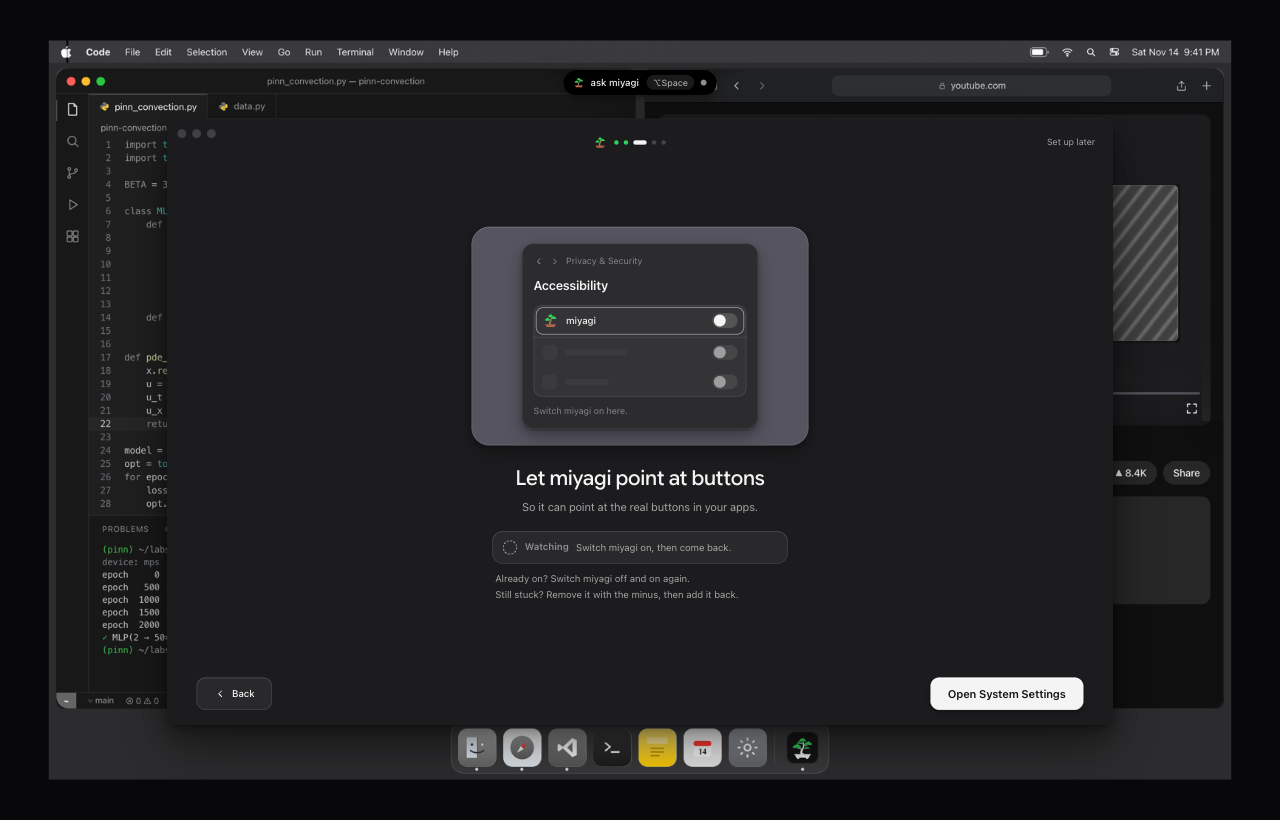 Code File Edit Selection View Go Run Terminal Window Help Sat Nov 14 9:41 PM
pinn_convection.py — pinn-convection
ask miyagi ⌥Space
youtube.com
pinn_convection.py data.py
pinn-convection
Set up later
1 import t
2 import t
3
4 BETA = 3
5
6 class ML
7 def
8
9
10
11
12
13
14 def
15
16
17 def pde_
18 x.re
19 u =
20 u_t
21 u_x
22 retu
23
24 model =
25 opt = to
26 for epoc
27 loss
28 opt.
Privacy & Security
Accessibility
miyagi
Switch miyagi on here.
Let miyagi point at buttons
So it can point at the real buttons in your apps.
Watching Switch miyagi on, then come back.
Already on? Switch miyagi off and on again.
Still stuck? Remove it with the minus, then add it back.
8.4K Share
PROBLEMS
(pinn) ~/labs
device: mps
epoch 0
epoch 500
epoch 1000
epoch 1500
epoch 2000
✓ MLP(2 → 50
(pinn) ~/labs
main 0 0
Back
Open System Settings
14